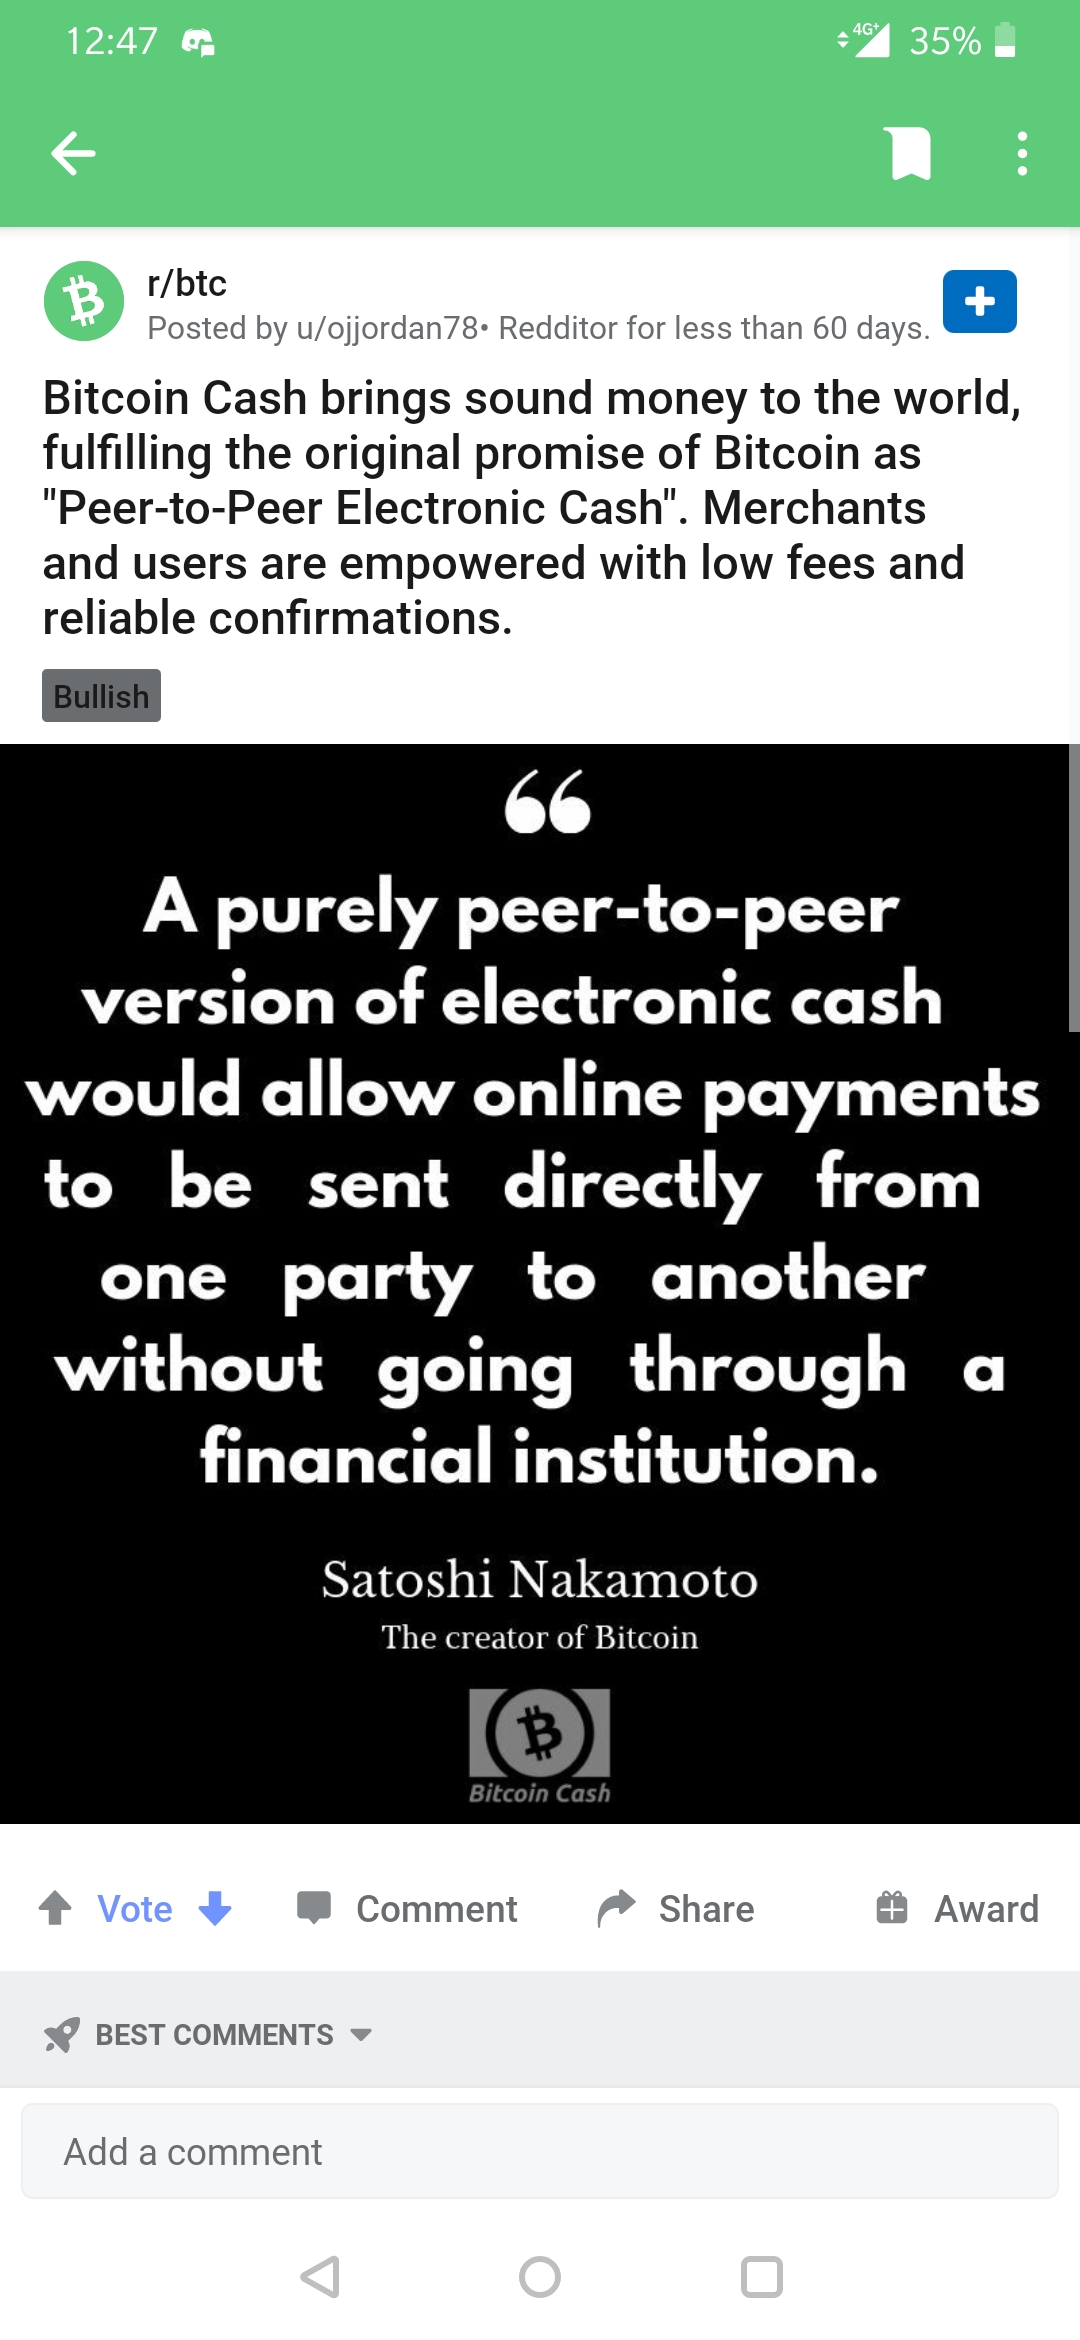 12:47
4G+ 35%
r/btc
Posted by u/ojjordan78• Redditor for less than 60 days.
Bitcoin Cash brings sound money to the world,
fulfilling the original promise of Bitcoin as
"Peer-to-Peer Electronic Cash". Merchants
and users are empowered with low fees and
reliable confirmations.
Bullish
“
A purely peer-to-peer
version of electronic cash
would allow online payments
to be sent directly from
one party to another
without going through a
financial institution.
Satoshi Nakamoto
The creator of Bitcoin
Bitcoin Cash
Vote Comment Share Award
BEST COMMENTS
Add a comment